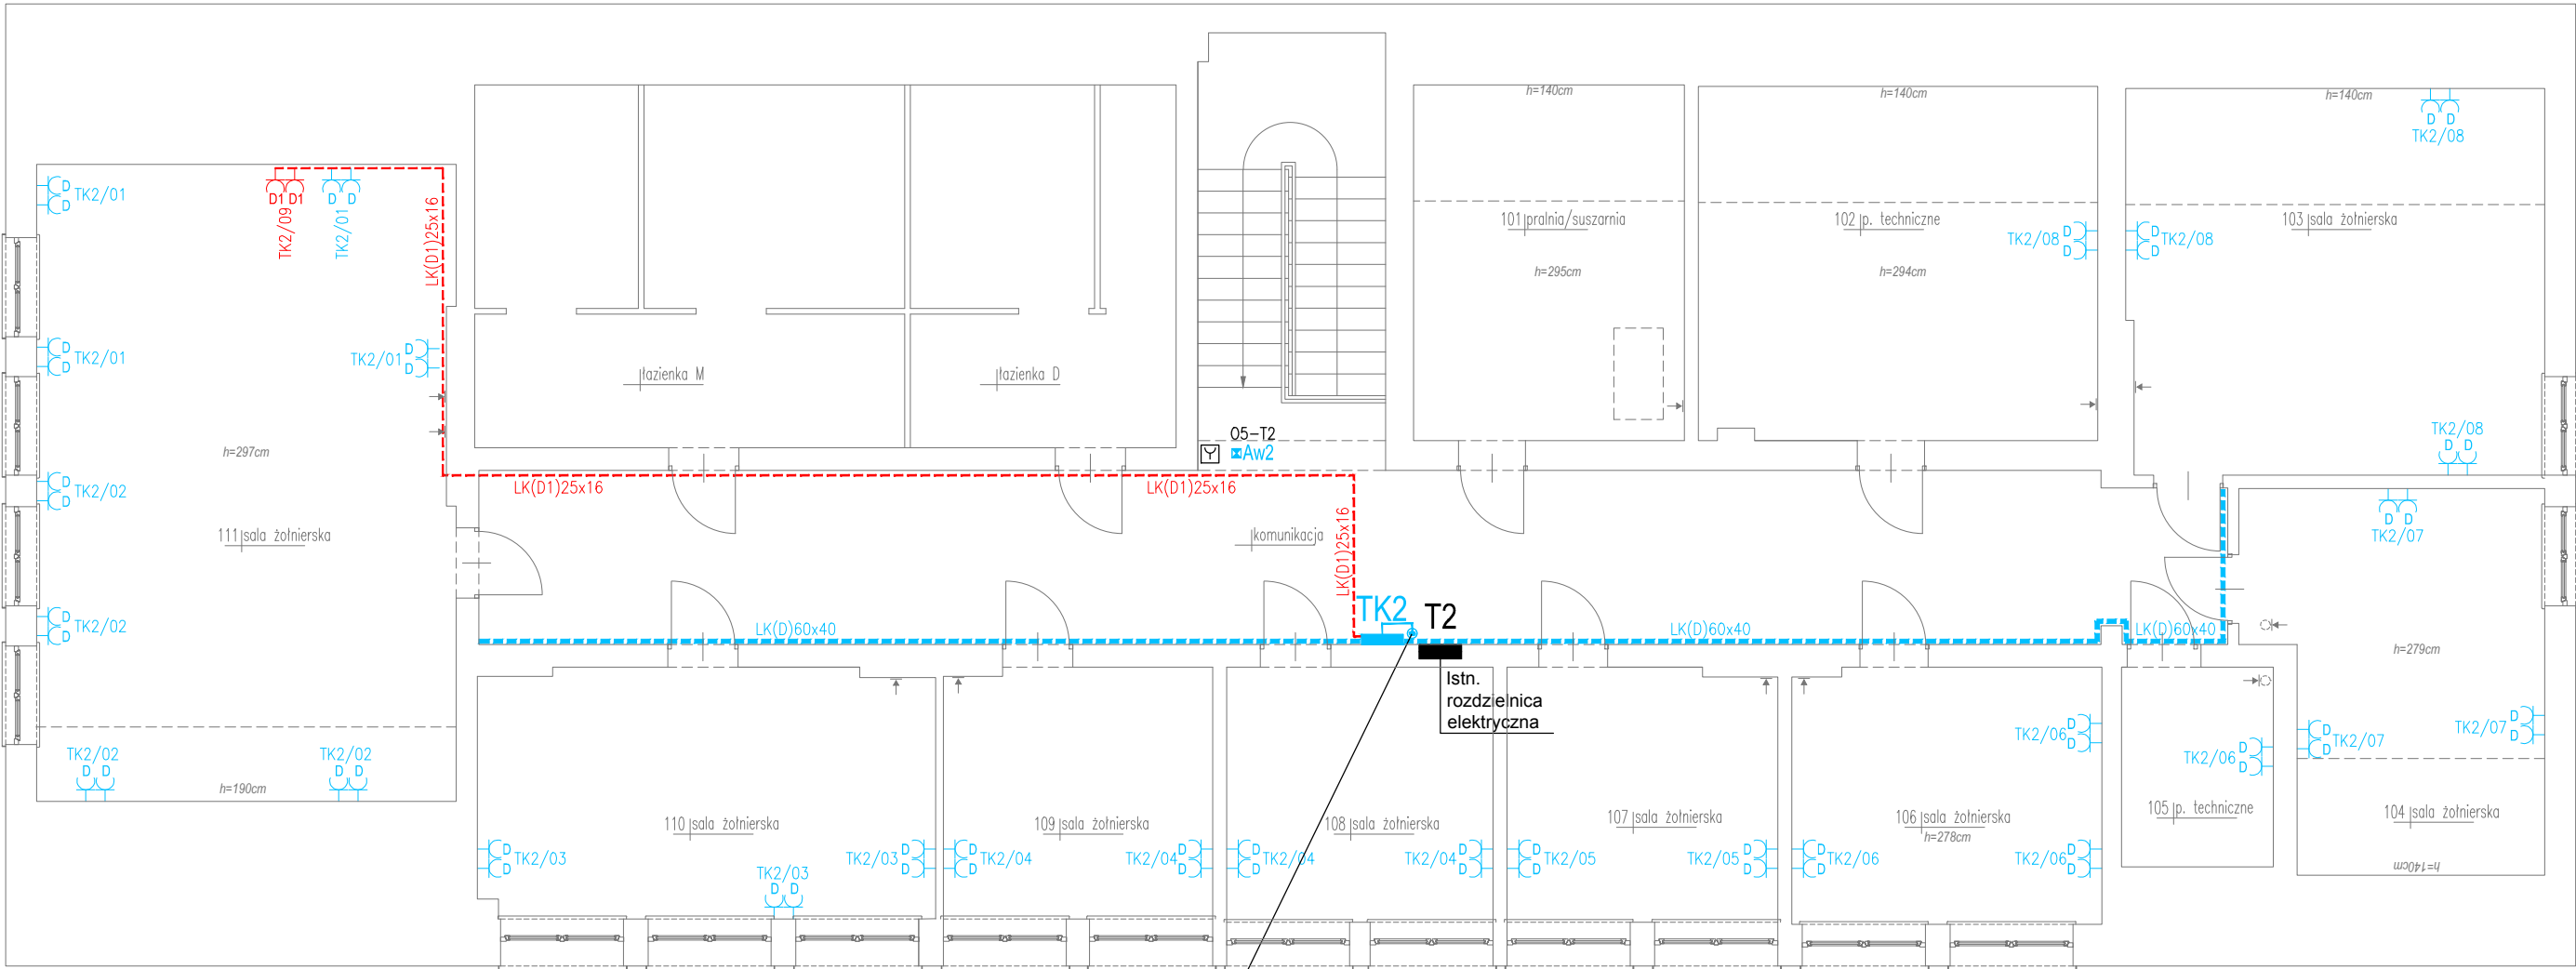 h=140cm
h=140cm
h=140cm
D D
TK2/08
D
D
TK2/01
D1 D1
TK2/09
D D
TK2/01
LK(D1)25x16
101 pralnia/suszarnia
102 p. techniczne
103 sala żołnierska
TK2/08
D
D
D
D
TK2/08
h=295cm
h=294cm
D
D
TK2/01
TK2/01
D
D
łazienka M
łazienka D
O5-T2
Aw2
TK2/08
D D
h=297cm
D
D
TK2/02
LK(D1)25x16
LK(D1)25x16
LK(D1)25x16
111 sala żołnierska
komunikacja
D D
TK2/07
D
D
TK2/02
LK(D)60x40
TK2
T2
LK(D)60x40
LK(D)60x40
h=279cm
Istn.
rozdzielnica
elektryczna
TK2/02
D D
TK2/02
D D
h=190cm
TK2/06
D
D
TK2/06
D
D
D
D
TK2/07
TK2/07
D
D
110 sala żołnierska
109 sala żołnierska
108 sala żołnierska
107 sala żołnierska
106 sala żołnierska
h=278cm
105 p. techniczne
104 sala żołnierska
D
D
TK2/03
TK2/03
D D
TK2/03
D
D
D
D
TK2/04
TK2/04
D
D
D
D
TK2/04
TK2/04
D
D
D
D
TK2/05
TK2/05
D
D
D
D
TK2/06
TK2/06
D
D
h=140cm